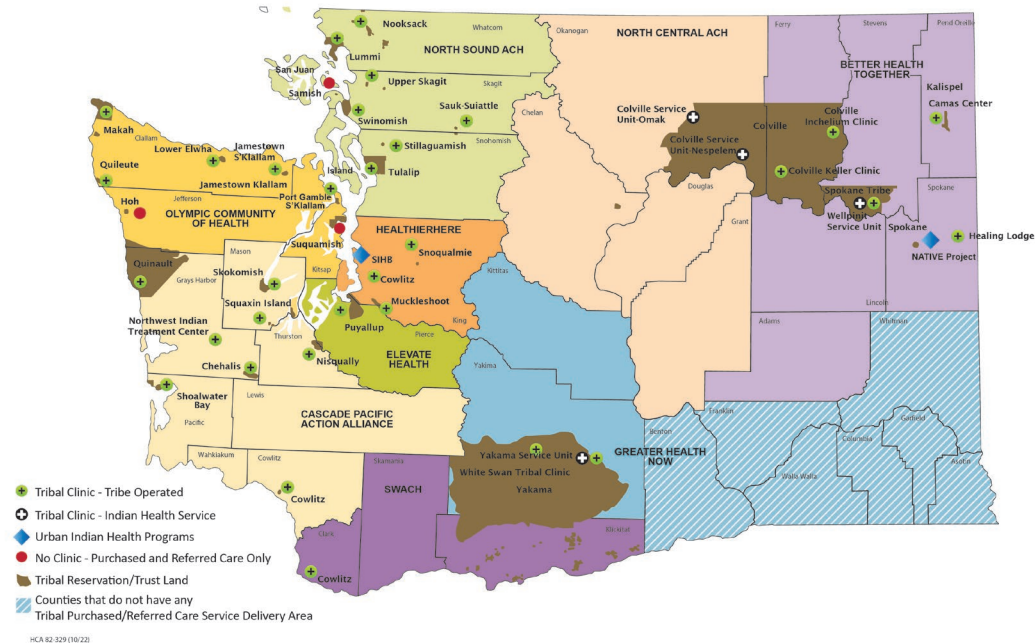 Nooksack
Whatcom
Okanogan
Ferry
Stevens
Pend Oreille
NORTH SOUND ACH
NORTH CENTRAL ACH
Lummi
San Juan
Samish
Upper Skagit
Skagit
BETTER HEALTH
TOGETHER
Kalispel
Camas Center
Swinomish
Sauk-Suiattle
Chelan
Colville Service
Unit-Omak
Colville
Colville
Inchelium Clinic
Makah
Clallam
Lower Elwha
Jamestown
S'Klallam
Stillaguamish
Snohomish
Colville Service
Unit-Nespelem
Quileute
Jamestown Klallam
Island
Tulalip
Colville Keller Clinic
Hoh
Jefferson
Port Gamble
S'Klallam
Douglas
Spokane Tribe
Spokane
OLYMPIC COMMUNITY
OF HEALTH
HEALTHIERHERE
Grant
Wellpinit
Service Unit
Spokane
Healing Lodge
Suquamish
Snoqualmie
NATIVE Project
Mason
SIHB
Quinault
Skokomish
Kitsap
Cowlitz
Kittitas
Grays Harbor
Squaxin Island
Muckleshoot
Lincoln
Northwest Indian
Treatment Center
King
Adams
Whitman
Thurston
Puyallup
Pierce
Nisqually
ELEVATE
HEALTH
Yakima
Chehalis
Shoalwater
Bay
Lewis
Pacific
CASCADE PACIFIC
ACTION ALLIANCE
Franklin
Benton
Garfield
Columbia
Wahkiakum
Cowlitz
Skamania
Yakama Service Unit
White Swan Tribal Clinic
Yakama
GREATER HEALTH
NOW
Asotin
Walla Walla
SWACH
Cowlitz
Klickitat
Clark
Cowlitz
Tribal Clinic - Tribe Operated
Tribal Clinic - Indian Health Service
Urban Indian Health Programs
No Clinic - Purchased and Referred Care Only
Tribal Reservation/Trust Land
Counties that do not have any
Tribal Purchased/Referred Care Service Delivery Area
HCA 82-329 (10/22)